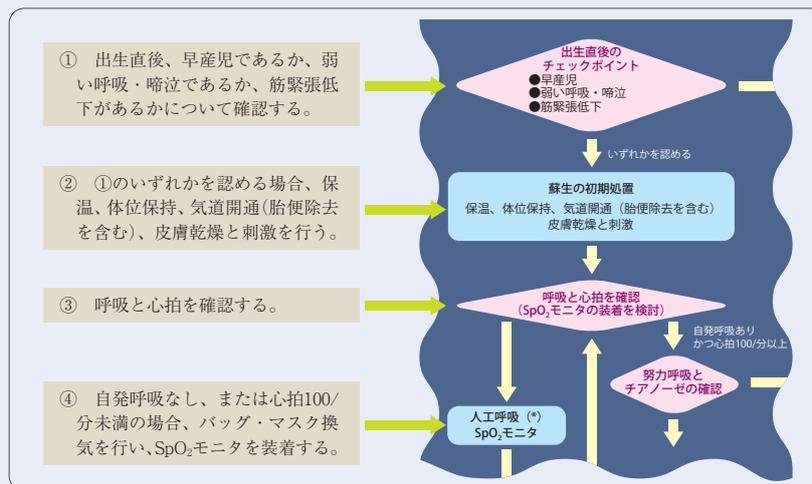 ① 出生直後、早産児であるか、弱
い呼吸・啼泣であるか、筋緊張低
下があるかについて確認する。
出生直後の
チェックポイント
●早産児
●弱い呼吸・啼泣
●筋緊張低下
いずれかを認める
② ①のいずれかを認める場合、保
温、体位保持、気道開通(胎便除去
を含む)、皮膚乾燥と刺激を行う。
蘇生の初期処置
保温、体位保持、気道開通（胎便除去を含む）
皮膚乾燥と刺激
③ 呼吸と心拍を確認する。
呼吸と心拍を確認
（SpO₂モニタの装着を検討）
自発呼吸あり
かつ心拍100/分以上
努力呼吸と
チアノーゼの確認
④ 自発呼吸なし、または心拍100/
分未満の場合、バッグ・マスク換
気を行い、SpO₂モニタを装着する。
人工呼吸（*）
SpO₂モニタ